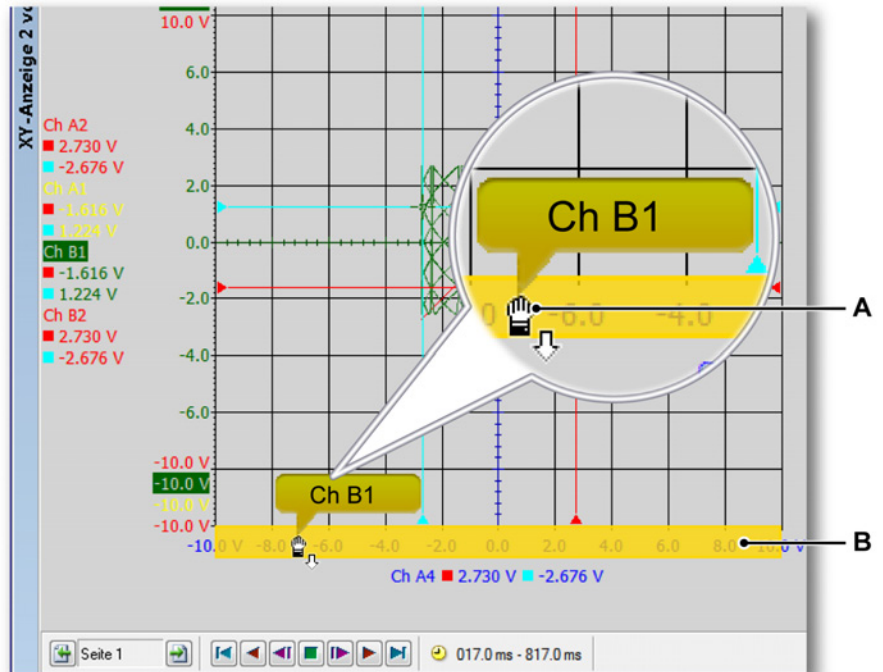 XY-Anzeige 2 vo
10.0 V
6.0
4.0
2.0
0.0
-2.0
-4.0
-6.0
-10.0 V
-10.0 V
-10.0 V
-10.0 V
Ch A2
2.730 V
-2.676 V
Ch A1
-1.616 V
1.224 V
Ch B1
-1.616 V
1.224 V
Ch B2
2.730 V
-2.676 V
Ch B1
0 -6.0 -4.0
A
Ch B1
-10.0 V -8.0 -6.0 -4.0 -2.0 0.0 2.0 4.0 6.0 8.0 10.0 V
B
Ch A4 2.730 V -2.676 V
Seite 1 017.0 ms - 817.0 ms